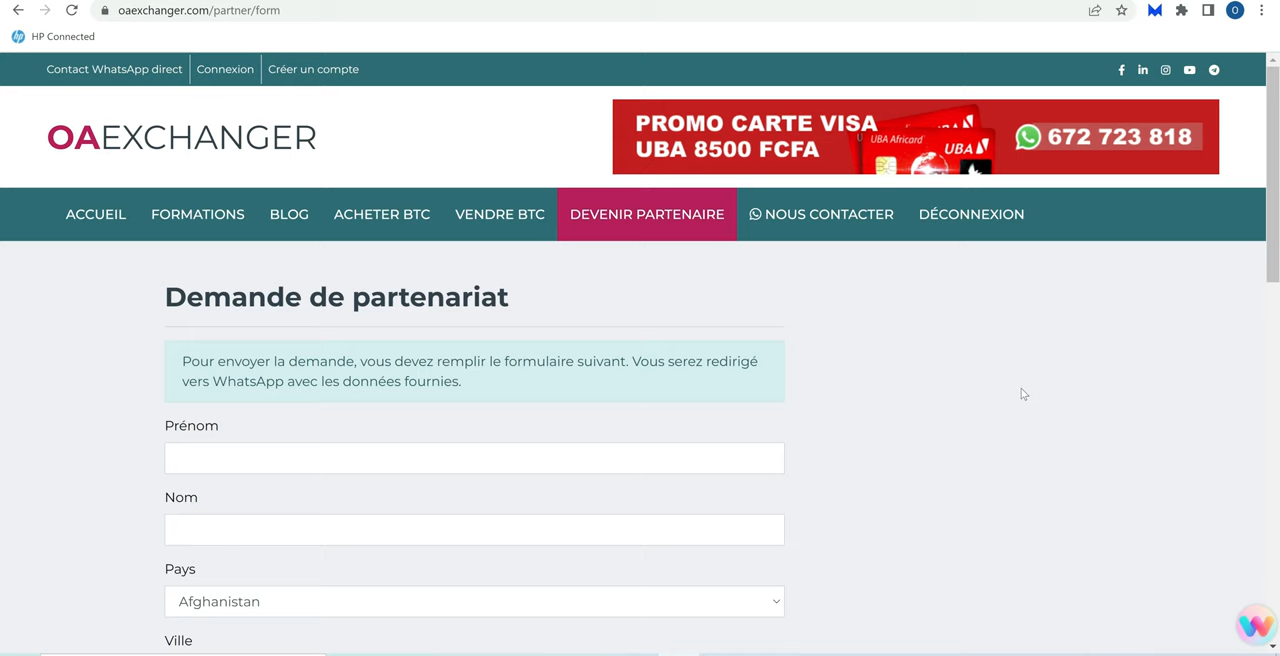 oaexchanger.com/partner/form
O
HP Connected
Contact WhatsApp direct
Connexion
Créer un compte
OAEXCHANGER
PROMO CARTE VISA
UBA 8500 FCFA
UBA Africard
UBA
VISA
672 723 818
ACCUEIL
FORMATIONS
BLOG
ACHETER BTC
VENDRE BTC
DEVENIR PARTENAIRE
NOUS CONTACTER
DÉCONNEXION
Demande de partenariat
Pour envoyer la demande, vous devez remplir le formulaire suivant. Vous serez redirigé
vers WhatsApp avec les données fournies.
Prénom
Nom
Pays
Afghanistan
Ville